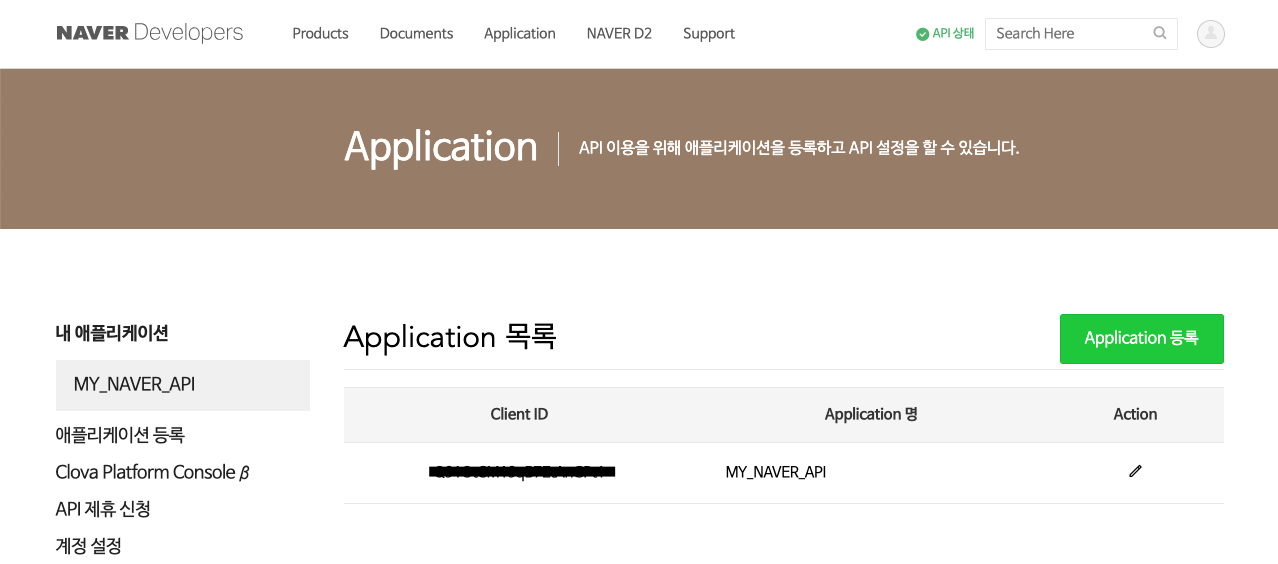 NAVER Developers
Products Documents Application NAVER D2 Support
API 상태
Search Here
Application
API 이용을 위해 애플리케이션을 등록하고 API 설정을 할 수 있습니다.
내 애플리케이션
MY_NAVER_API
애플리케이션 등록
Clova Platform Console β
API 제휴 신청
계정 설정
Application 목록
Application 등록
Client ID Application 명 Action
MY_NAVER_API